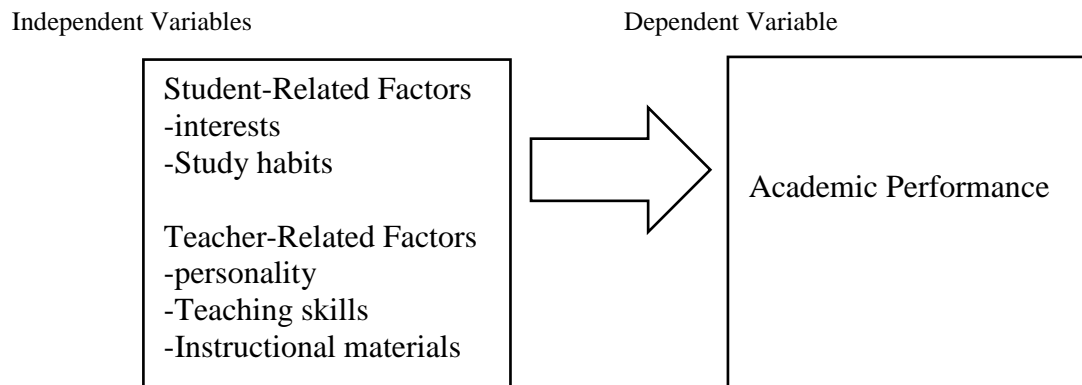 Independent Variables
Dependent Variable
Student-Related Factors
-interests
-Study habits
Teacher-Related Factors
-personality
-Teaching skills
-Instructional materials
Academic Performance